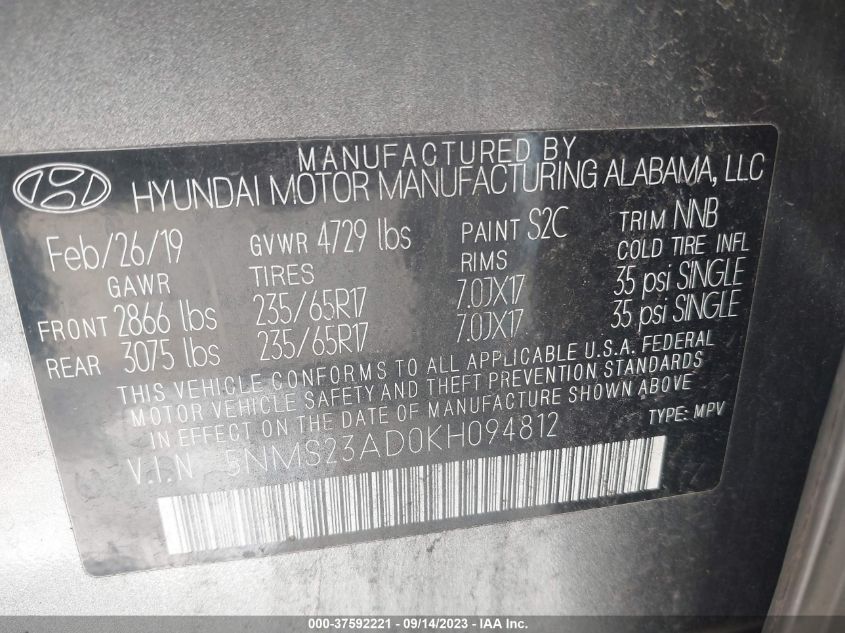 MANUFACTURED BY
HYUNDAI MOTOR MANUFACTURING ALABAMA, LLC
Feb/26/19 GVWR 4729 lbs PAINT S2C TRIM NNB
GAWR TIRES RIMS COLD TIRE INFL
FRONT 2866 lbs 235/65R17 7.0JX17 35 psi SINGLE
REAR 3075 lbs 235/65R17 7.0JX17 35 psi SINGLE
THIS VEHICLE CONFORMS TO ALL APPLICABLE U.S.A. FEDERAL
MOTOR VEHICLE SAFETY AND THEFT PREVENTION STANDARDS
IN EFFECT ON THE DATE OF MANUFACTURE SHOWN ABOVE
V.I.N 5NMS23AD0KH094812 TYPE: MPV
000-37592221 - 09/14/2023 - IAA Inc.